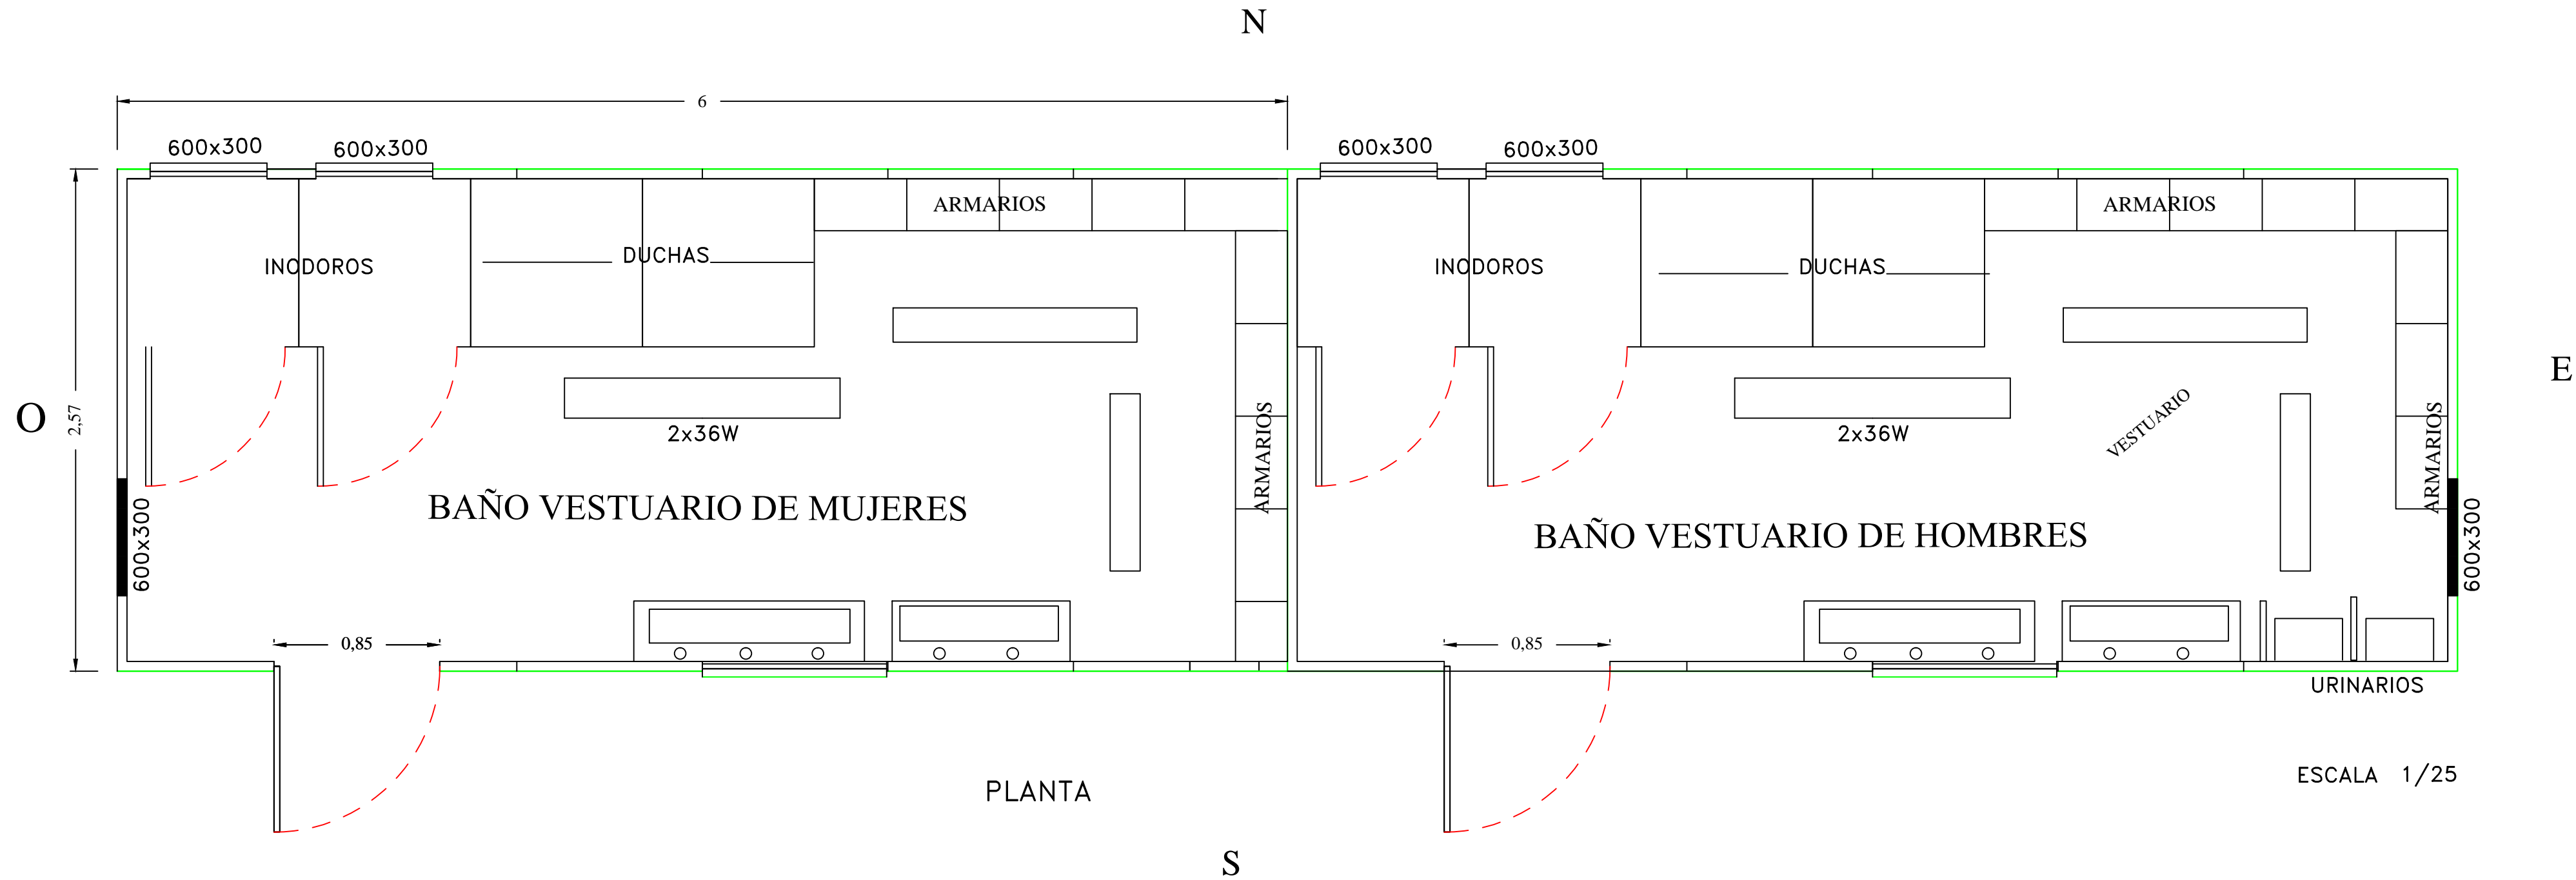 N
6
600x300
600x300
600x300
600x300
ARMARIOS
ARMARIOS
INODOROS
DUCHAS
INODOROS
DUCHAS
O
2,57
E
2x36W
ARMARIOS
2x36W
VESTUARIO
ARMARIOS
BAÑO VESTUARIO DE MUJERES
BAÑO VESTUARIO DE HOMBRES
600x300
600x300
0,85
0,85
URINARIOS
PLANTA
ESCALA 1/25
S